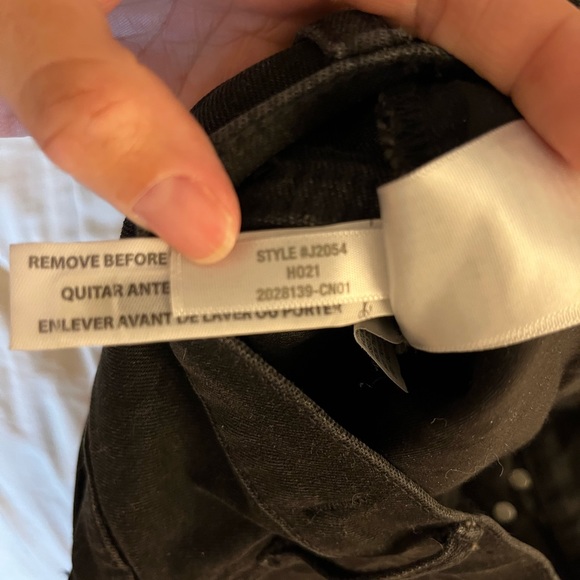 REMOVE BEFORE
QUITAR ANTE
ENLEVER AVANT DE LAVER OU PORTER
STYLE #J2054
H021
2028139-CN01